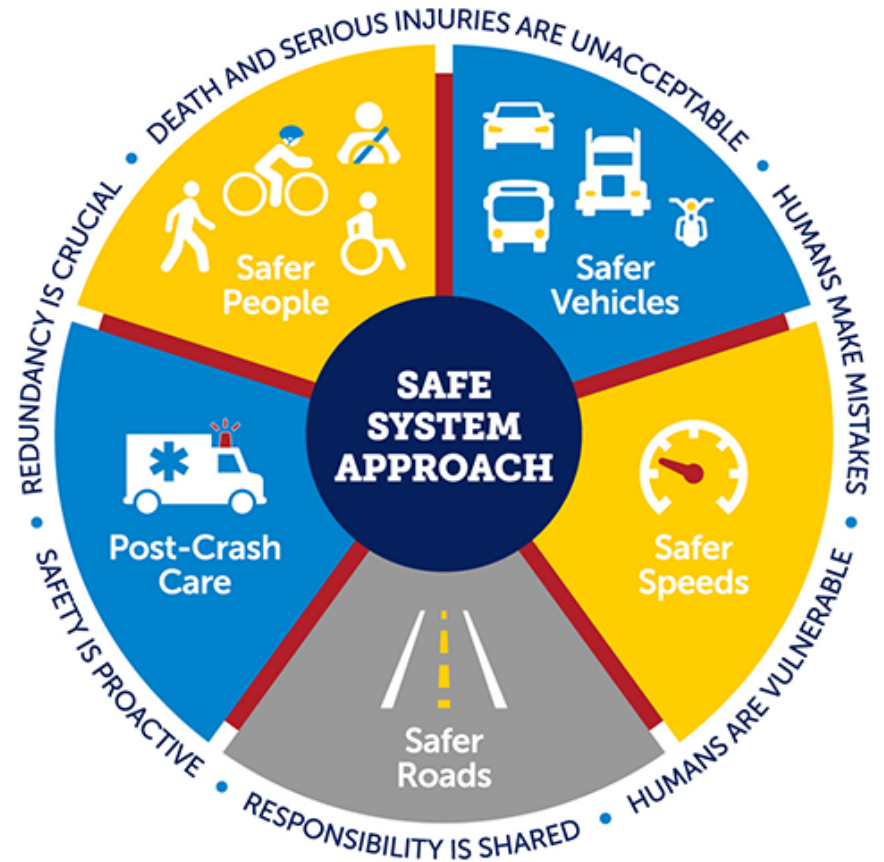 DEATH AND SERIOUS INJURIES ARE UNACCEPTABLE
HUMANS MAKE MISTAKES
HUMANS ARE VULNERABLE
RESPONSIBILITY IS SHARED
SAFETY IS PROACTIVE
REDUNDANCY IS CRUCIAL
Safer
People
Safer
Vehicles
SAFE
SYSTEM
APPROACH
Post-Crash
Care
Safer
Speeds
Safer
Roads